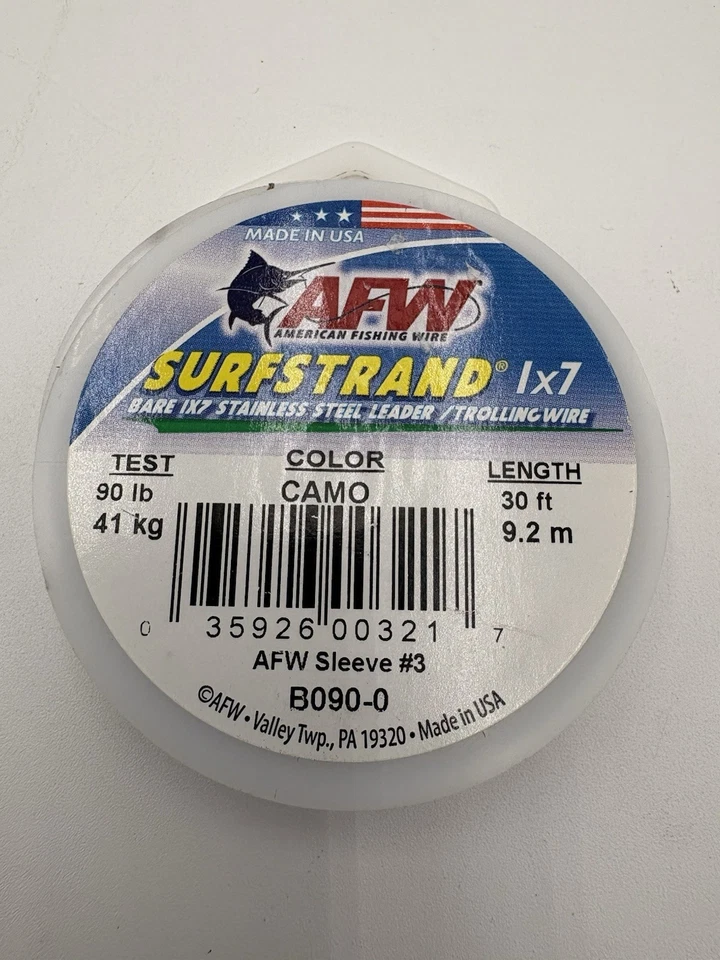 MADE IN USA
AFW™
AMERICAN FISHING WIRE
SURFSTRAND® 1x7
BARE 1X7 STAINLESS STEEL LEADER / TROLLING WIRE
TEST
90 lb
41 kg
COLOR
CAMO
LENGTH
30 ft
9.2 m
0 35926 00321 7
AFW Sleeve #3
B090-0
©AFW • Valley Twp., PA 19320 • Made in USA